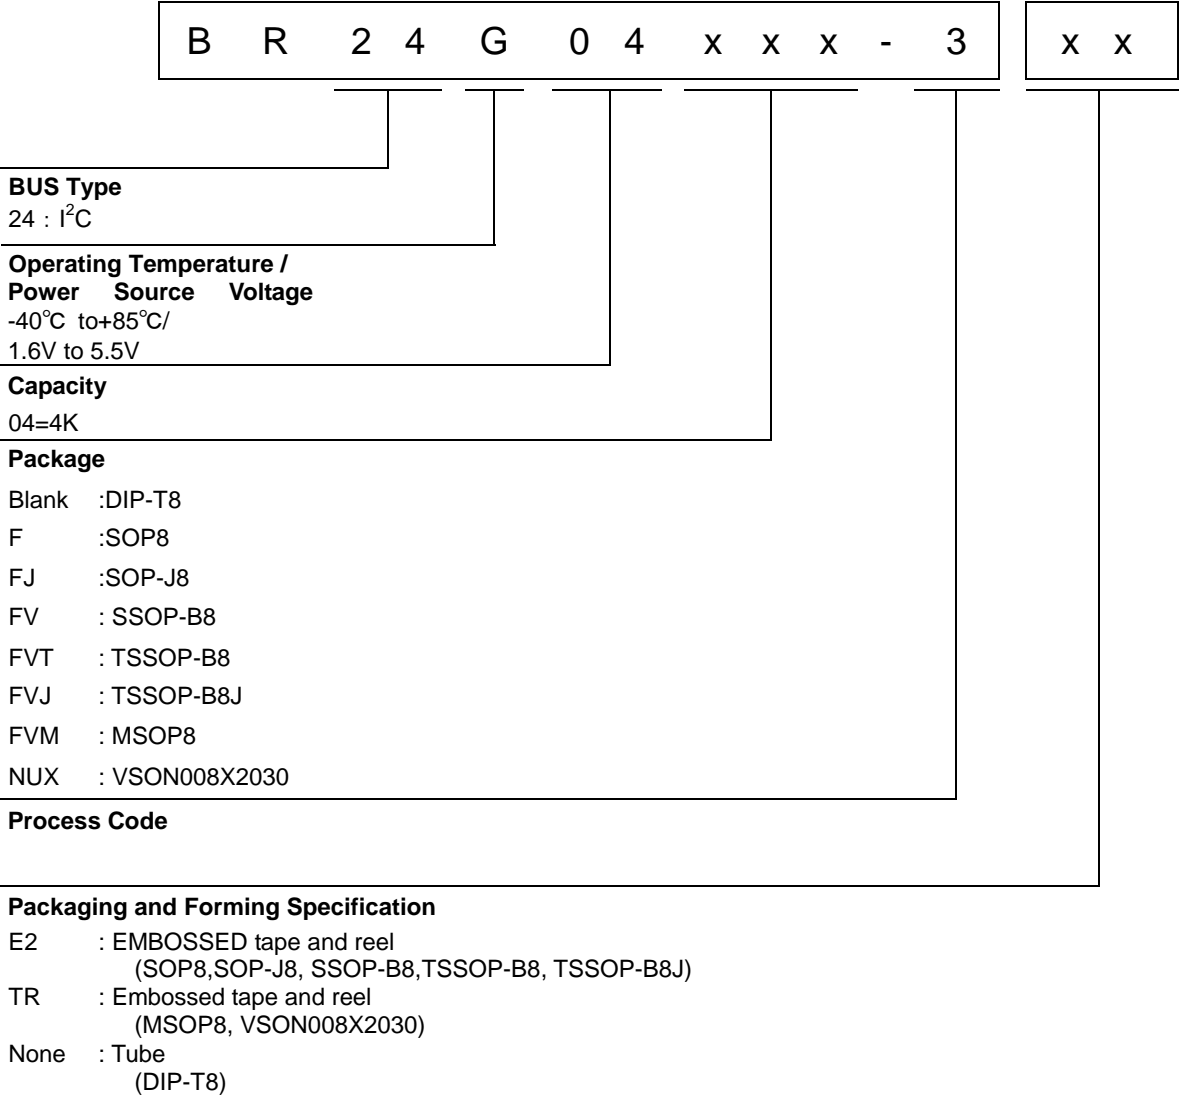 B R 2 4 G 0 4 x x x - 3 x x
BUS Type
24 : I²C
Operating Temperature /
Power Source Voltage
-40℃ to+85℃/
1.6V to 5.5V
Capacity
04=4K
Package
Blank :DIP-T8
F :SOP8
FJ :SOP-J8
FV : SSOP-B8
FVT : TSSOP-B8
FVJ : TSSOP-B8J
FVM : MSOP8
NUX : VSON008X2030
Process Code
Packaging and Forming Specification
E2 : EMBOSSED tape and reel
(SOP8,SOP-J8, SSOP-B8,TSSOP-B8, TSSOP-B8J)
TR : Embossed tape and reel
(MSOP8, VSON008X2030)
None : Tube
(DIP-T8)